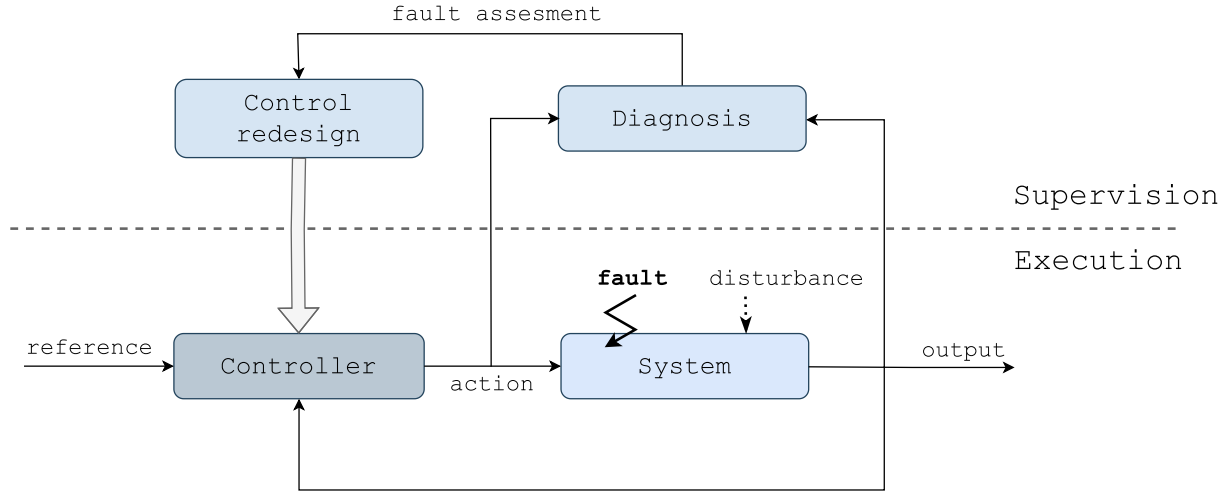 fault assesment
Control
redesign
Diagnosis
Supervision
Execution
fault
disturbance
reference
Controller
action
System
output